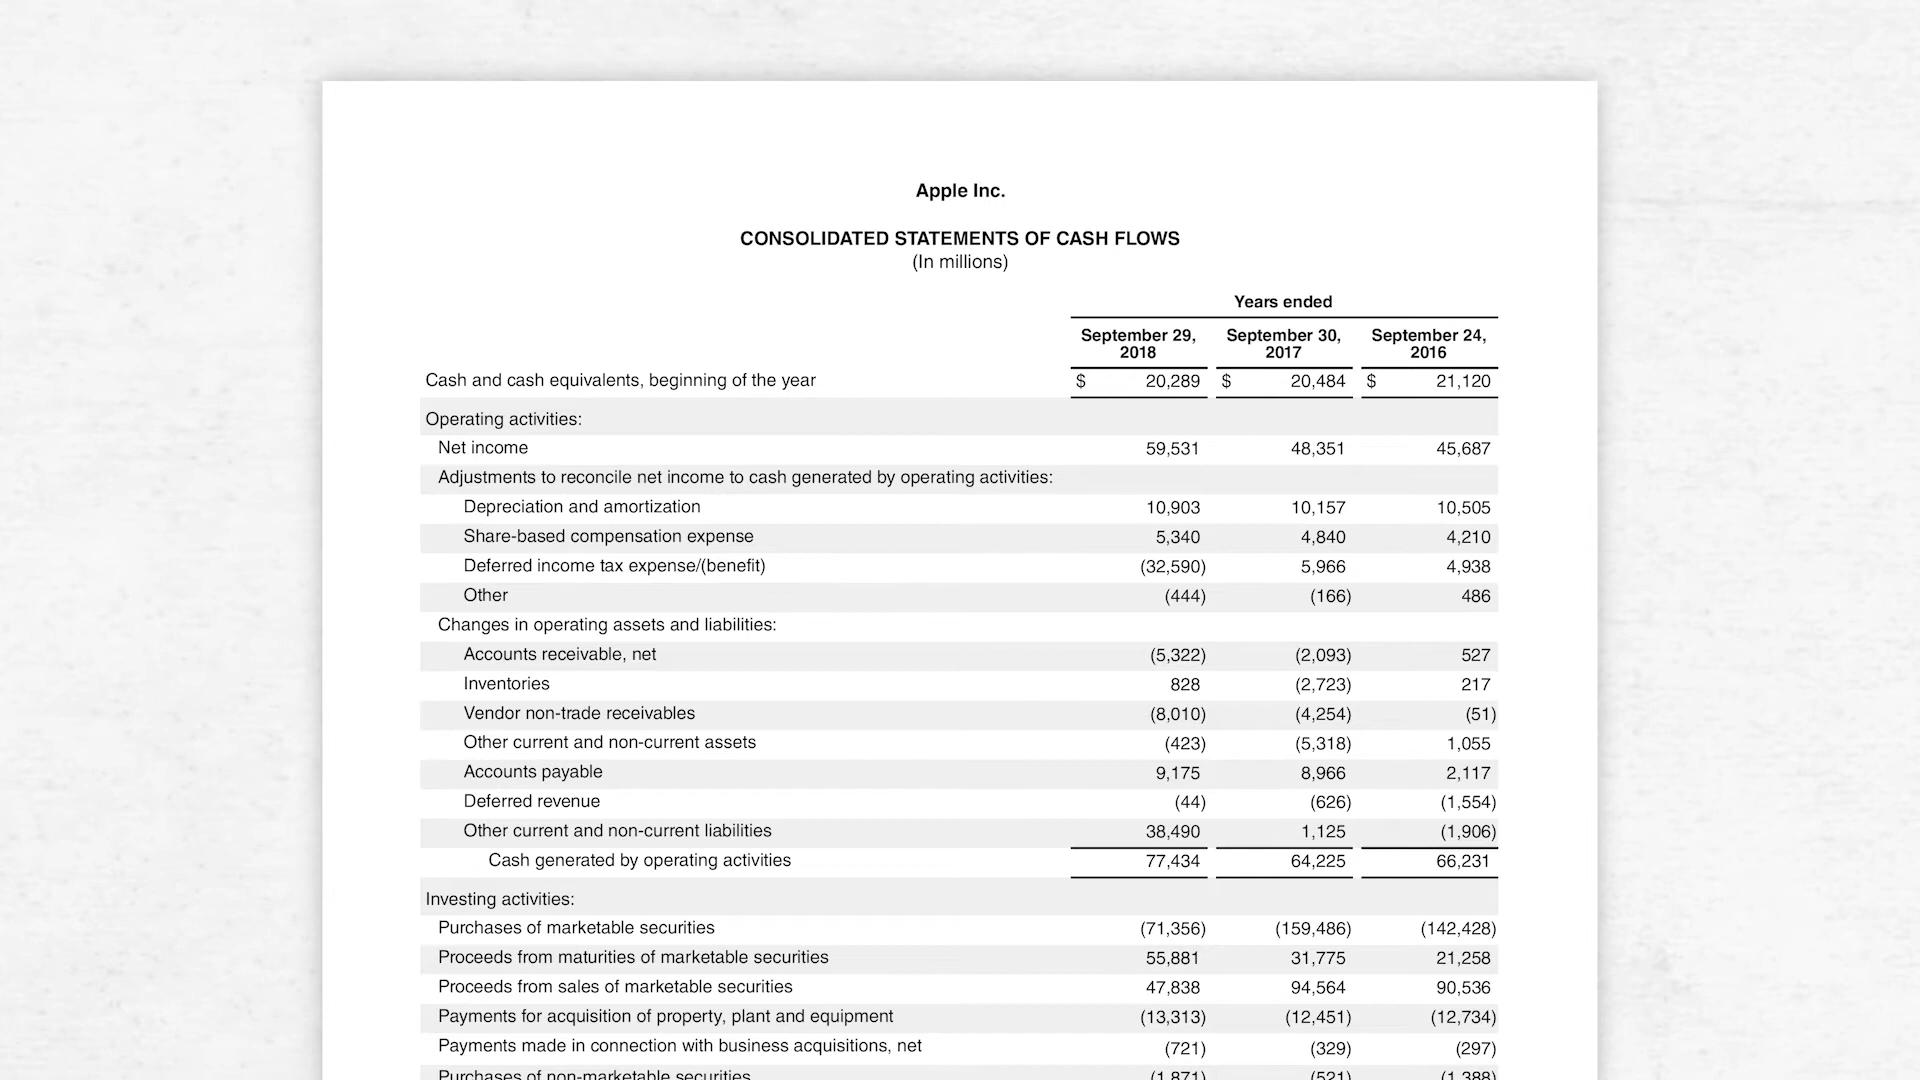 Apple Inc.
CONSOLIDATED STATEMENTS OF CASH FLOWS
(In millions)
Years ended
September 29, September 30, September 24,
2018 2017 2016
Cash and cash equivalents, beginning of the year $ 20,289 $ 20,484 $ 21,120
Operating activities:
Net income 59,531 48,351 45,687
Adjustments to reconcile net income to cash generated by operating activities:
Depreciation and amortization 10,903 10,157 10,505
Share-based compensation expense 5,340 4,840 4,210
Deferred income tax expense/(benefit) (32,590) 5,966 4,938
Other (444) (166) 486
Changes in operating assets and liabilities:
Accounts receivable, net (5,322) (2,093) 527
Inventories 828 (2,723) 217
Vendor non-trade receivables (8,010) (4,254) (51)
Other current and non-current assets (423) (5,318) 1,055
Accounts payable 9,175 8,966 2,117
Deferred revenue (44) (626) (1,554)
Other current and non-current liabilities 38,490 1,125 (1,906)
Cash generated by operating activities 77,434 64,225 66,231
Investing activities:
Purchases of marketable securities (71,356) (159,486) (142,428)
Proceeds from maturities of marketable securities 55,881 31,775 21,258
Proceeds from sales of marketable securities 47,838 94,564 90,536
Payments for acquisition of property, plant and equipment (13,313) (12,451) (12,734)
Payments made in connection with business acquisitions, net (721) (329) (297)
Purchases of non-marketable securities (1,871) (521) (1,388)